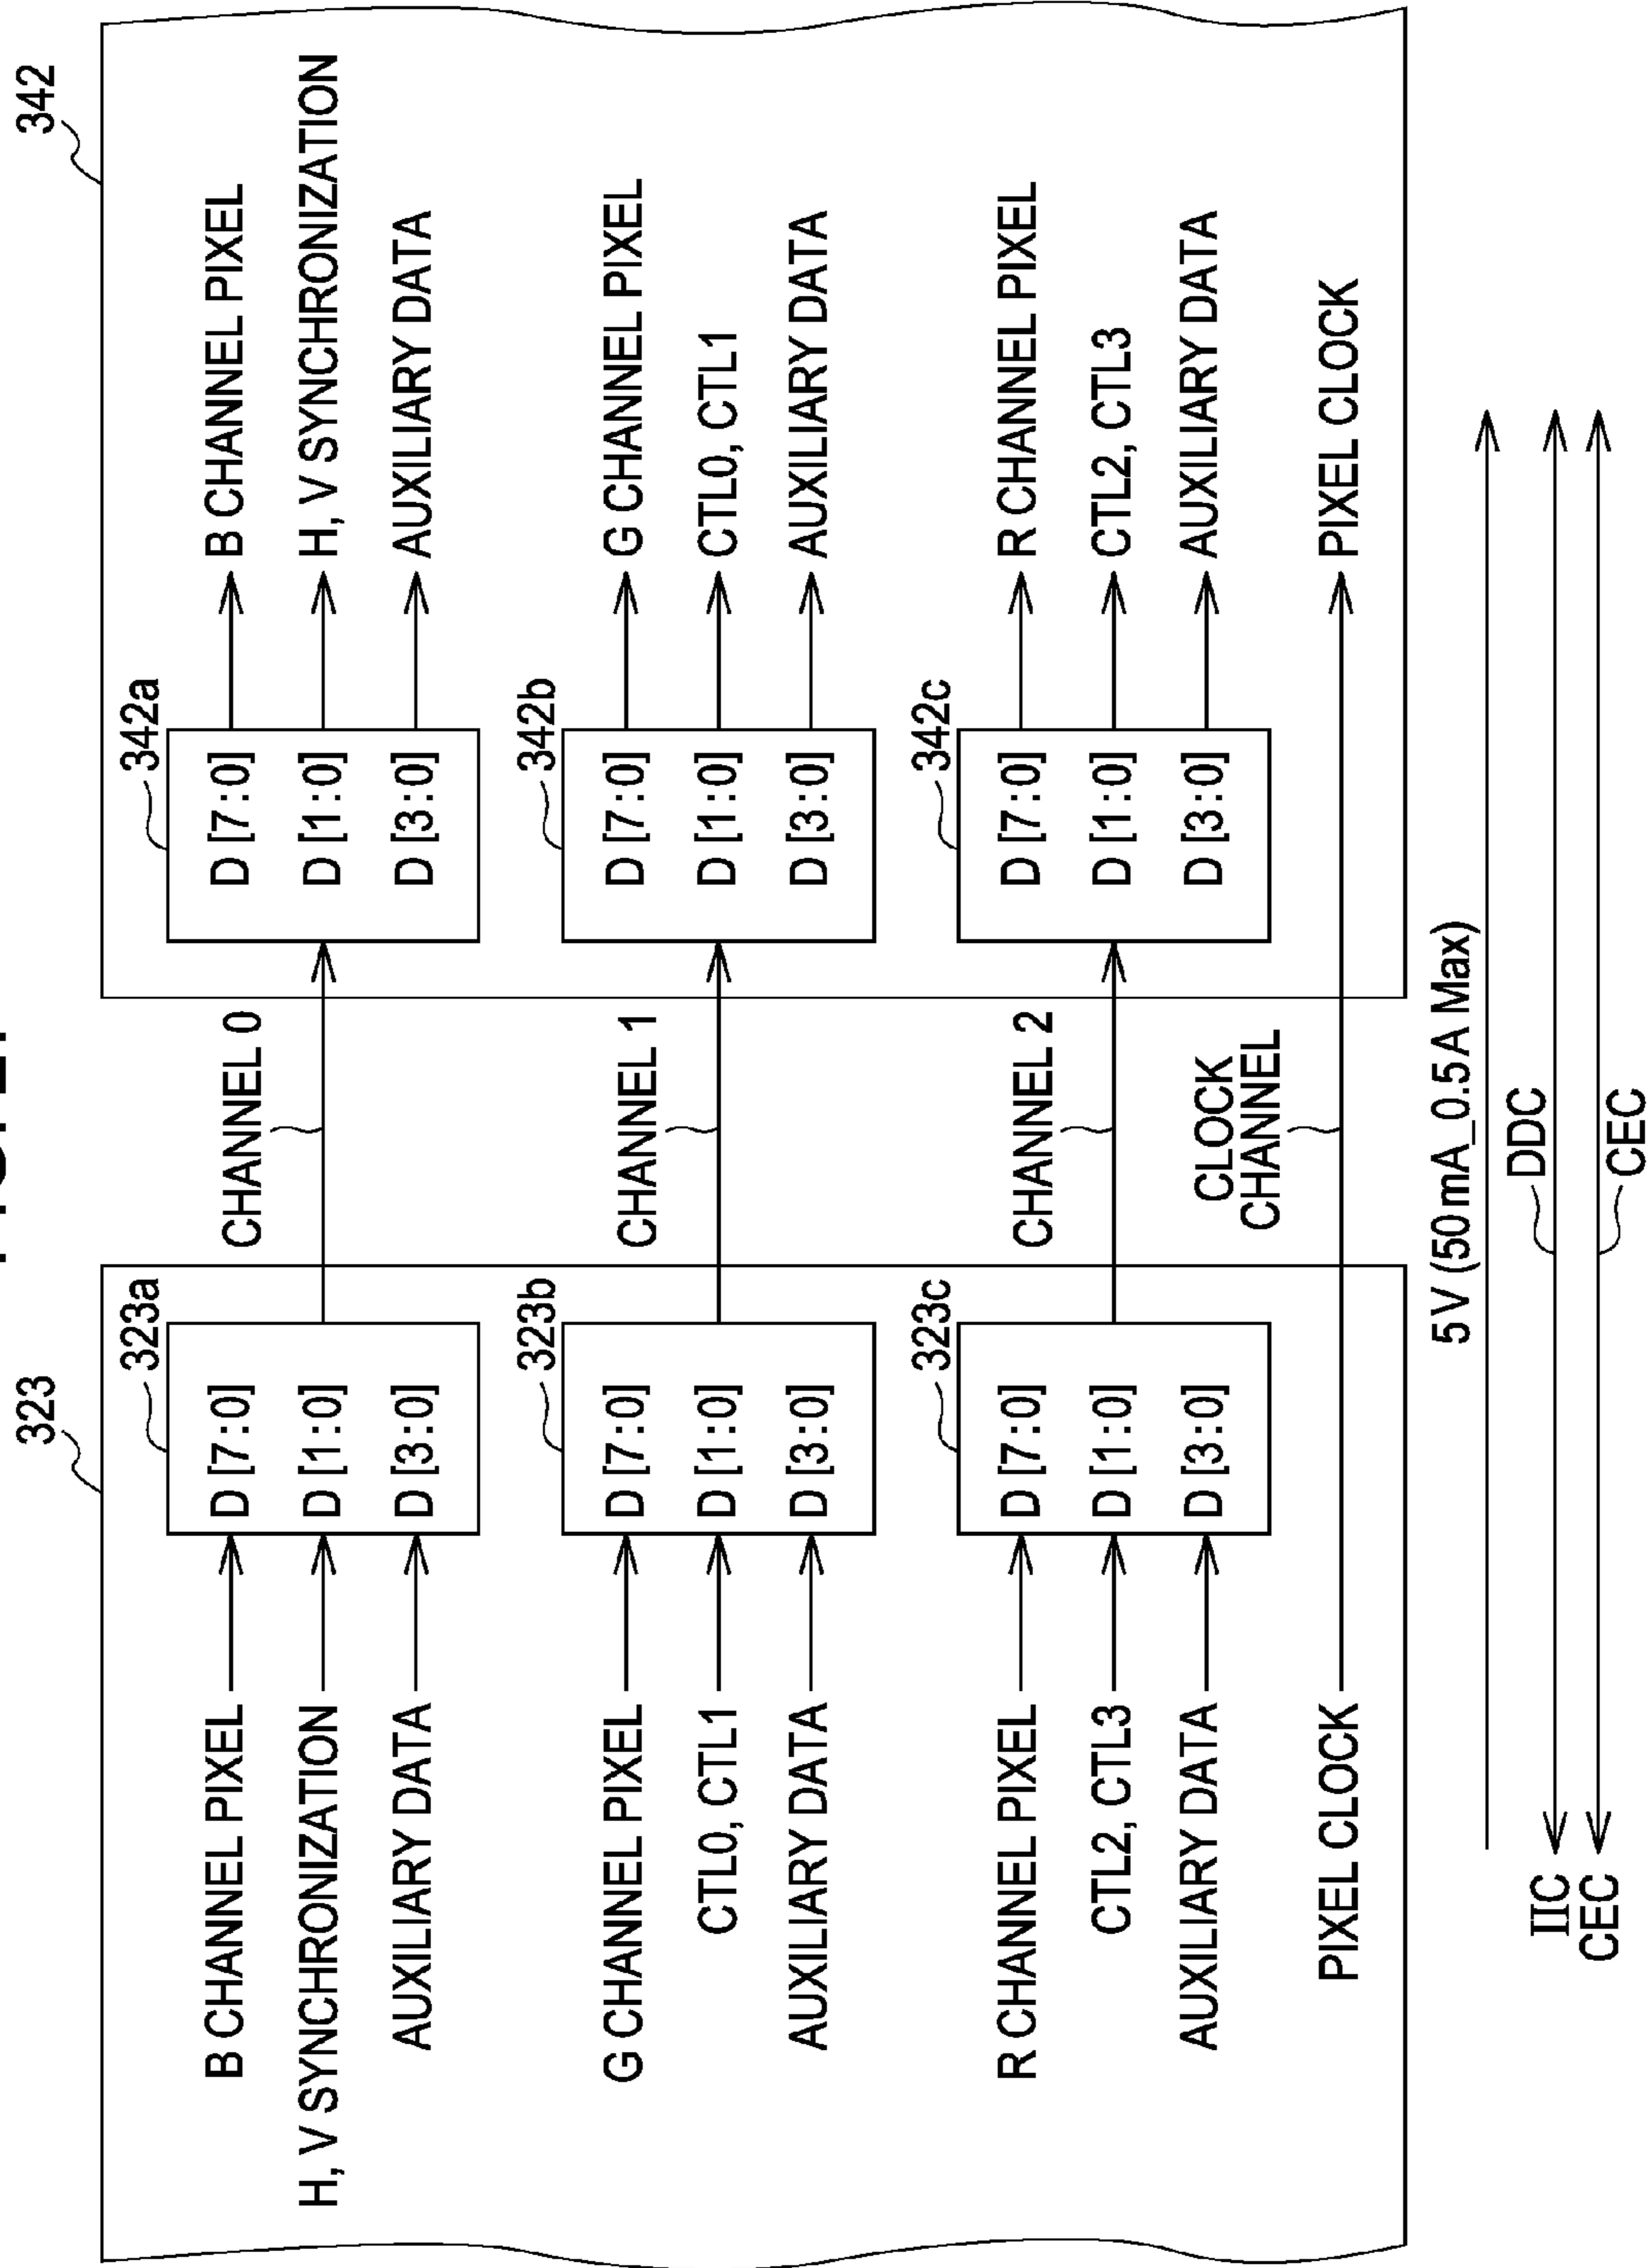 323
342
323a
342a
B CHANNEL PIXEL
D [7:0]
CHANNEL 0
D [7:0]
B CHANNEL PIXEL
H, V SYNCHRONIZATION
D [1:0]
D [1:0]
H, V SYNCHRONIZATION
AUXILIARY DATA
D [3:0]
D [3:0]
AUXILIARY DATA
323b
342b
G CHANNEL PIXEL
D [7:0]
CHANNEL 1
D [7:0]
G CHANNEL PIXEL
CTL0, CTL1
D [1:0]
D [1:0]
CTL0, CTL1
AUXILIARY DATA
D [3:0]
D [3:0]
AUXILIARY DATA
323c
342c
R CHANNEL PIXEL
D [7:0]
CHANNEL 2
D [7:0]
R CHANNEL PIXEL
CTL2, CTL3
D [1:0]
D [1:0]
CTL2, CTL3
AUXILIARY DATA
D [3:0]
D [3:0]
AUXILIARY DATA
CLOCK
CHANNEL
PIXEL CLOCK
PIXEL CLOCK
5 V (50mA_0.5A Max)
DDC
IIC
CEC
CEC